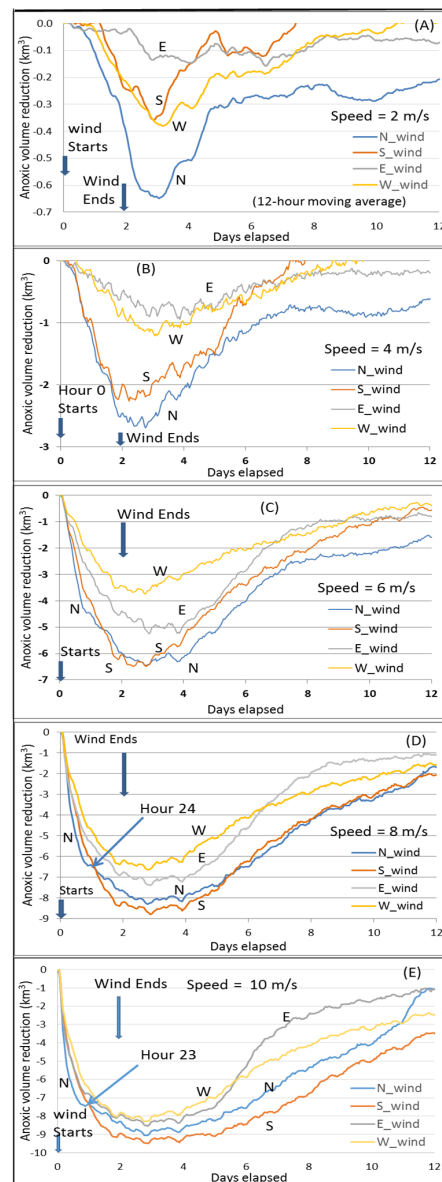 0.0
(A)
-0.1
E
-0.2
-0.3
S
W
wind
Starts
Speed = 2 m/s
-0.4
N_wind
-0.5
Wind
Ends
N
S_wind
E_wind
-0.6
W_wind
-0.7
(12-hour moving average)
0 2 4 6 8 10 12
Days elapsed
Anoxic volume reduction (km³)
0
(B)
E
-1
W
Speed = 4 m/s
S
N_wind
-2
Hour 0
Starts
N
S_wind
E_wind
W_wind
-3
Wind Ends
0 2 4 6 8 10 12
Days elapsed
Anoxic volume reduction (km³)
0
(C)
-1
Wind Ends
-2
-3
W
Speed = 6 m/s
-4
N
E
N_wind
-5
S
S_wind
-6
Starts
S
N
E_wind
W_wind
-7
0 2 4 6 8 10 12
Days elapsed
Anoxic volume reduction (km³)
0
Wind Ends
(D)
-1
-2
-3
Hour 24
-4
N
W
Speed = 8 m/s
-5
E
N_wind
-6
S_wind
-7
Starts
N
E_wind
-8
S
W_wind
-9
0 2 4 6 8 10 12
Days elapsed
Anoxic volume reduction (km³)
0
Wind Ends
Speed = 10 m/s
(E)
-1
-2
E
-3
-4
Hour 23
-5
-6
N
W
N
-7
wind
Starts
N_wind
-8
S
S_wind
-9
E_wind
-10
W_wind
0 2 4 6 8 10 12
Days elapsed
Anoxic volume reduction (km³)